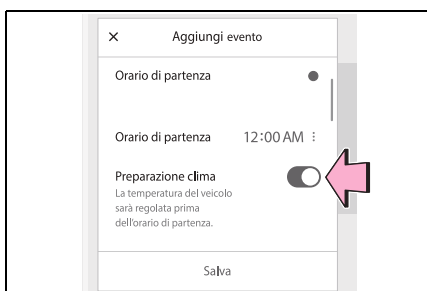 × Aggiungi evento
Orario di partenza
Orario di partenza 12:00 AM
Preparazione clima
La temperatura del veicolo
sarà regolata prima
dell'orario di partenza.
Salva